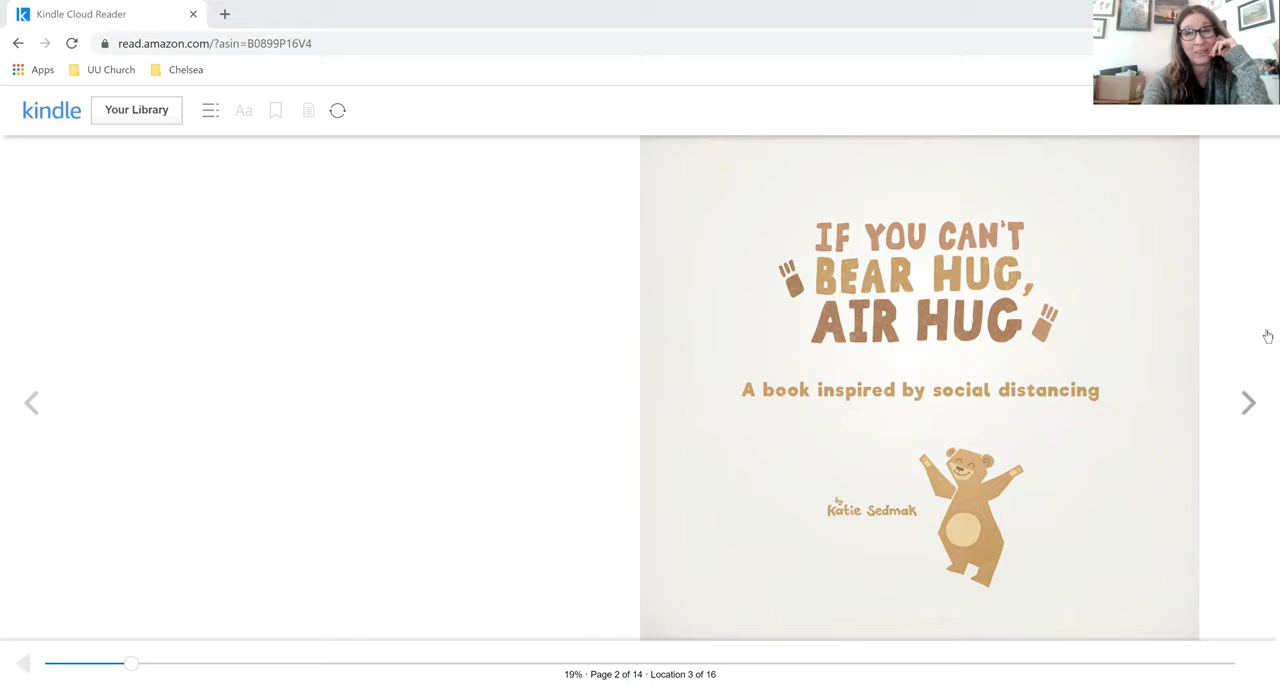 Kindle Cloud Reader
read.amazon.com/?asin=B0899P16V4
Apps
UU Church
Chelsea
kindle
Your Library
Aa
IF YOU CAN'T
BEAR HUG,
AIR HUG
A book inspired by social distancing
by
Katie Sedmak
19% · Page 2 of 14 · Location 3 of 16